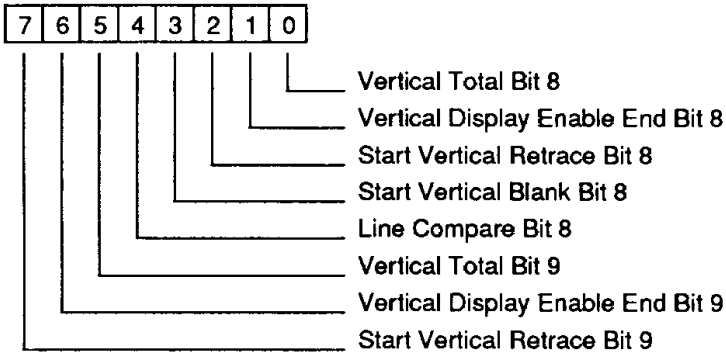 7 6 5 4 3 2 1 0
Vertical Total Bit 8
Vertical Display Enable End Bit 8
Start Vertical Retrace Bit 8
Start Vertical Blank Bit 8
Line Compare Bit 8
Vertical Total Bit 9
Vertical Display Enable End Bit 9
Start Vertical Retrace Bit 9